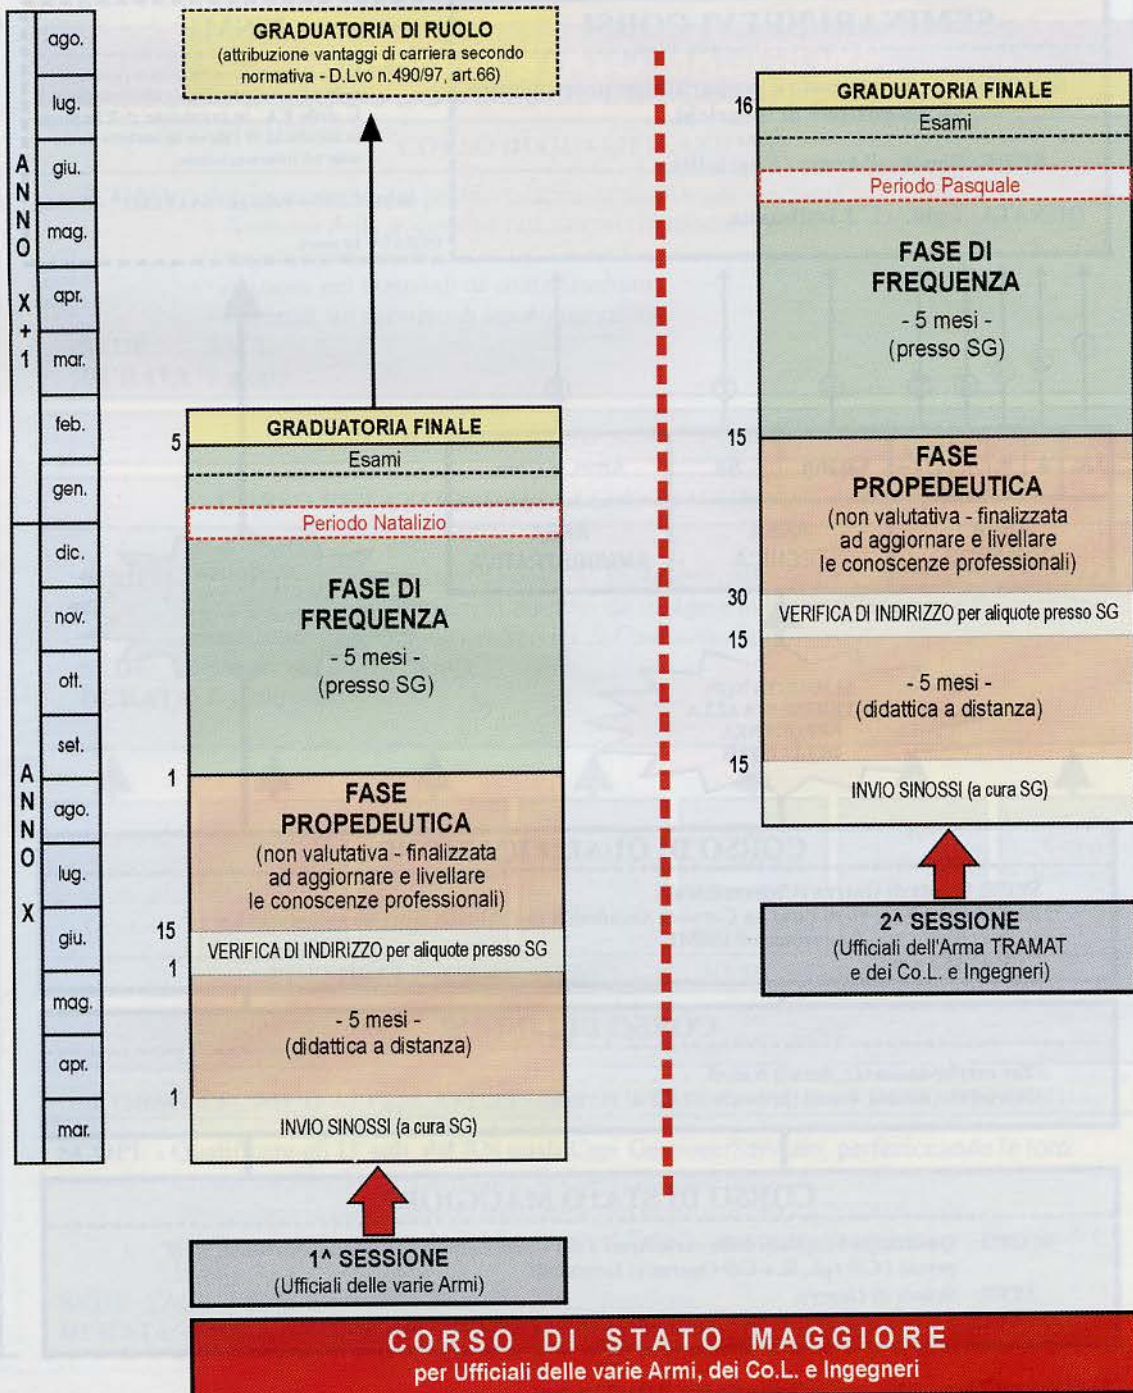 ANNO X+1
ago.
lug.
giu.
mag.
apr.
mar.
feb.
gen.
ANNO X
dic.
nov.
ott.
set.
ago.
lug.
giu.
mag.
apr.
mar.
GRADUATORIA DI RUOLO
(attribuzione vantaggi di carriera secondo
normativa - D.Lvo n.490/97, art.66)
5
GRADUATORIA FINALE
Esami
Periodo Natalizio
FASE DI
FREQUENZA
- 5 mesi -
(presso SG)
1
FASE
PROPEDEUTICA
(non valutativa - finalizzata
ad aggiornare e livellare
le conoscenze professionali)
15
VERIFICA DI INDIRIZZO per aliquote presso SG
1
- 5 mesi -
(didattica a distanza)
1
INVIO SINOSSI (a cura SG)
1^ SESSIONE
(Ufficiali delle varie Armi)
GRADUATORIA FINALE
16
Esami
Periodo Pasquale
FASE DI
FREQUENZA
- 5 mesi -
(presso SG)
15
FASE
PROPEDEUTICA
(non valutativa - finalizzata
ad aggiornare e livellare
le conoscenze professionali)
30
VERIFICA DI INDIRIZZO per aliquote presso SG
15
- 5 mesi -
(didattica a distanza)
15
INVIO SINOSSI (a cura SG)
2^ SESSIONE
(Ufficiali dell'Arma TRAMAT
e dei Co.L. e Ingegneri)
CORSO DI STATO MAGGIORE
per Ufficiali delle varie Armi, dei Co.L. e Ingegneri